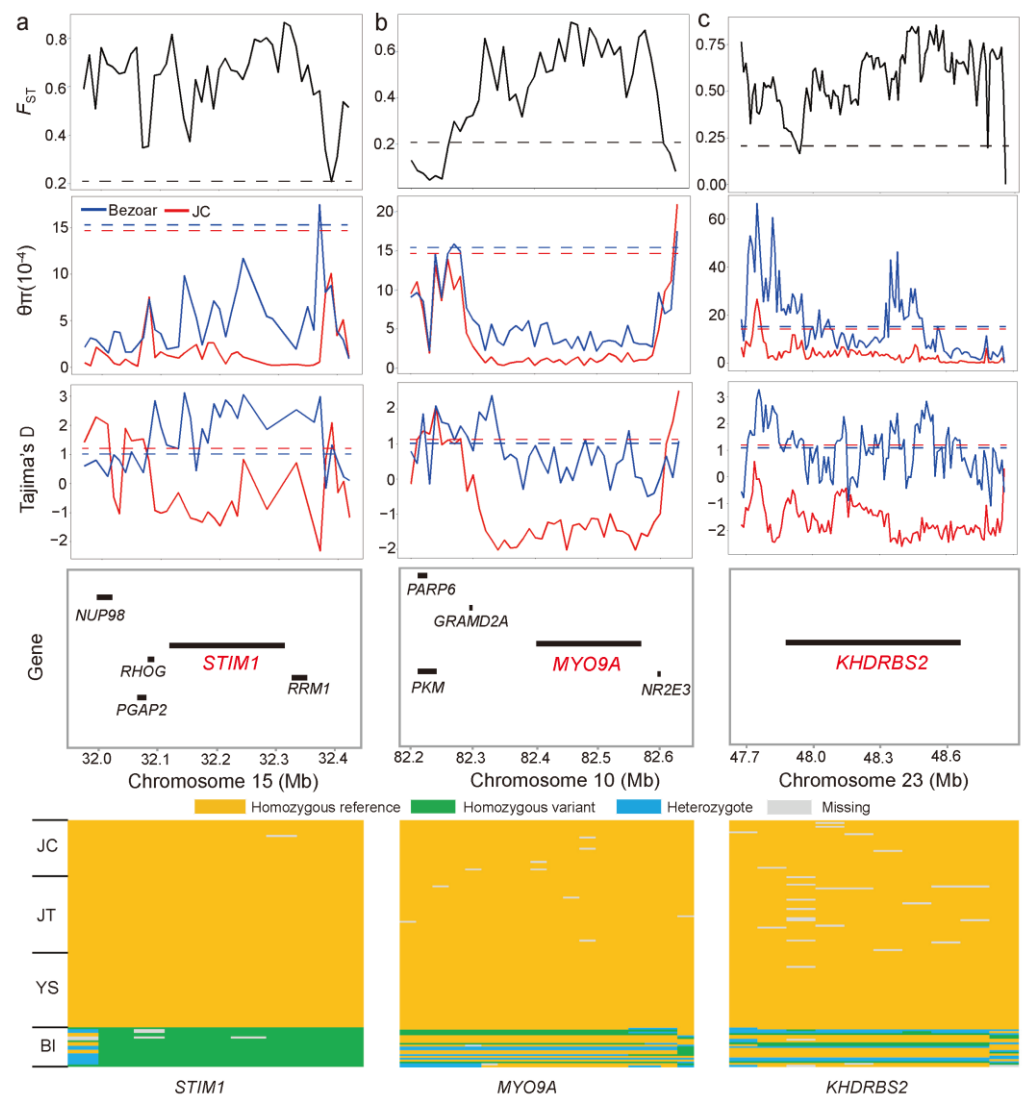 a b c
0.8 0.6 0.4 0.2
0.6 0.4 0.2 0.0
0.75 0.50 0.25 0.00
FST
Bezoar JC
15 10 5 0
20 15 10 5 0
60 40 20 0
θπ(10-4)
3 2 1 0 −1 −2
2 1 0 −1 −2
3 2 1 0 −1 −2
Tajima's D
Gene
NUP98
RHOG
STIM1
PGAP2
RRM1
PARP6
GRAMD2A
MYO9A
PKM
NR2E3
KHDRBS2
32.0 32.1 32.2 32.3 32.4
82.2 82.3 82.4 82.5 82.6
47.7 48.0 48.3 48.6
Chromosome 15 (Mb)
Chromosome 10 (Mb)
Chromosome 23 (Mb)
Homozygous reference Homozygous variant Heterozygote Missing
JC
JT
YS
BI
STIM1 MYO9A KHDRBS2